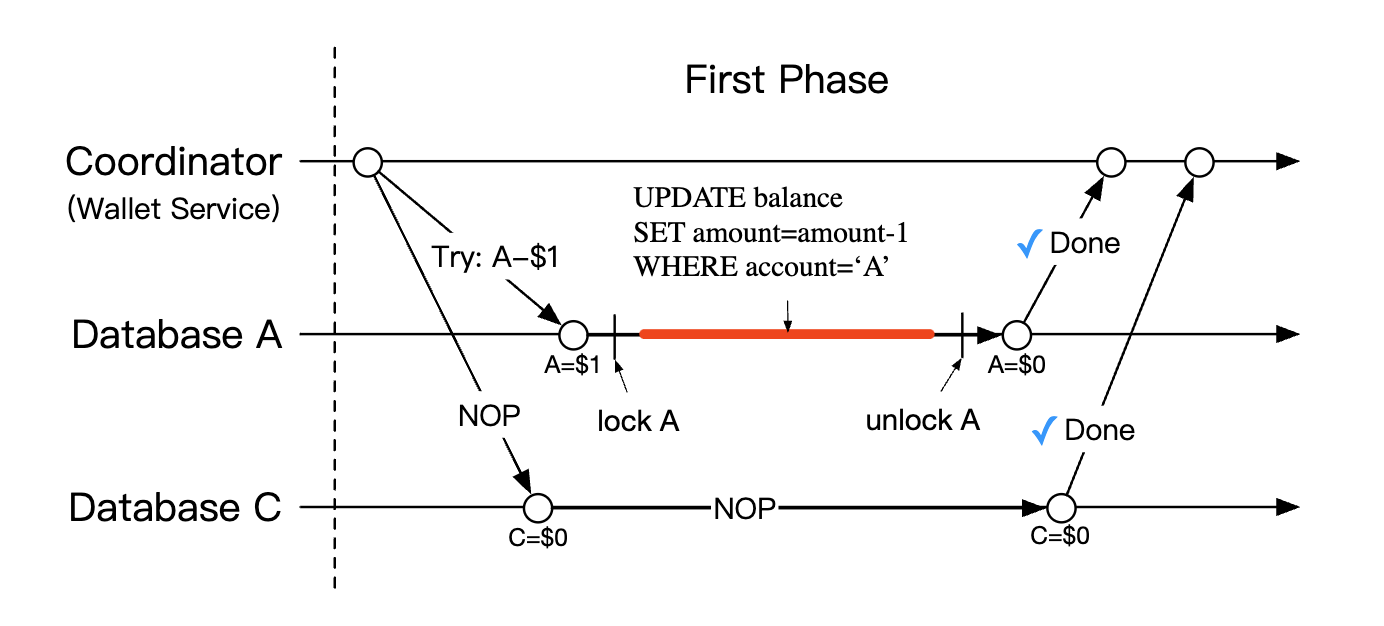 First Phase
Coordinator
(Wallet Service)
UPDATE balance
SET amount=amount-1
WHERE account=‘A’
Try: A−$1
✓ Done
Database A
A=$1
A=$0
lock A
unlock A
NOP
✓ Done
Database C
NOP
C=$0
C=$0